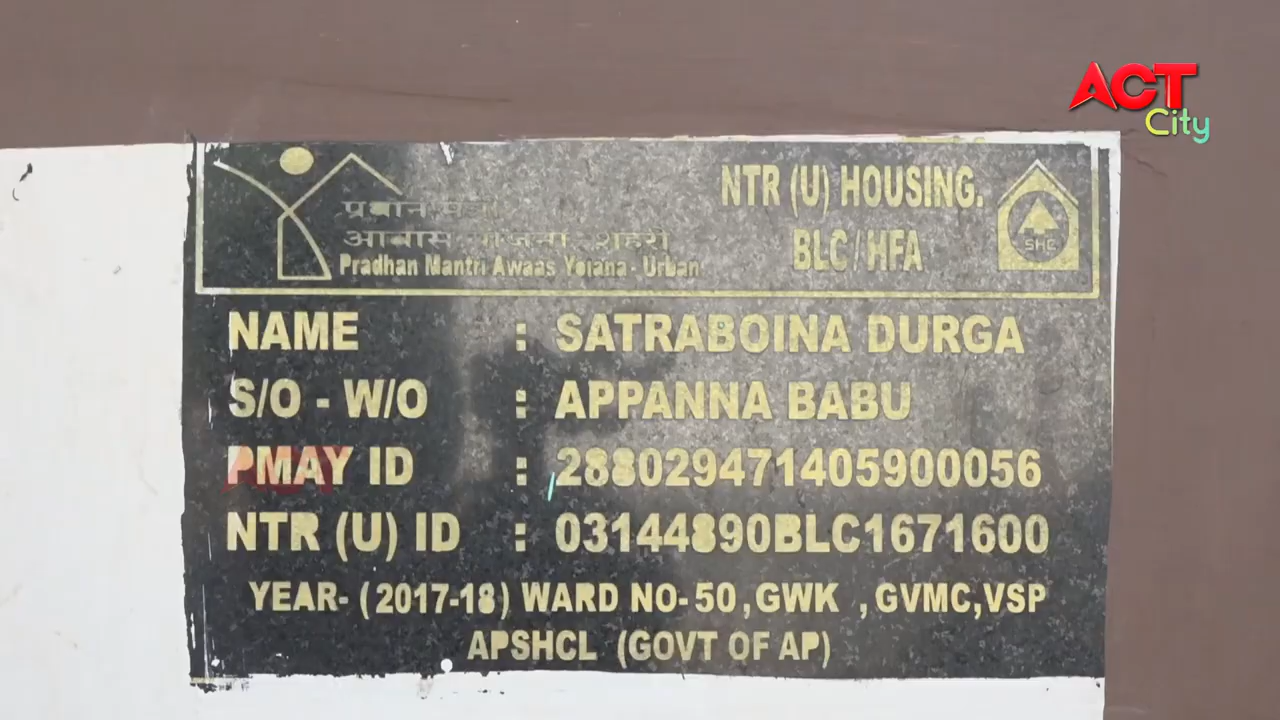 ACT
City
प्रधान मंत्री
आवास योजना - शहरी
Pradhan Mantri Awaas Yojana - Urban
NTR (U) HOUSING.
BLC / HFA
SHC
NAME : SATRABOINA DURGA
S/O - W/O : APPANNA BABU
PMAY ID : 288029471405900056
NTR (U) ID : 03144890BLC1671600
YEAR- (2017-18) WARD NO- 50 ,GWK , GVMC,VSP
APSHCL (GOVT OF AP)